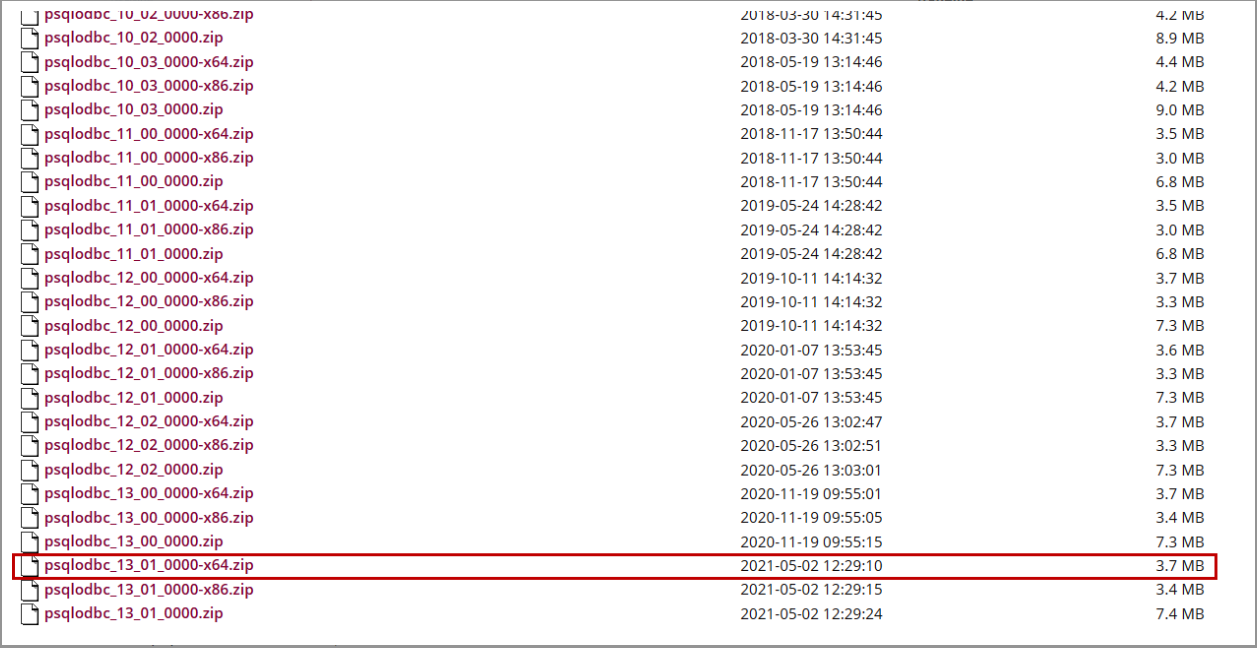 psqlodbc_10_02_0000-x86.zip 2018-03-30 14:31:45 4.2 MB
psqlodbc_10_02_0000.zip 2018-03-30 14:31:45 8.9 MB
psqlodbc_10_03_0000-x64.zip 2018-05-19 13:14:46 4.4 MB
psqlodbc_10_03_0000-x86.zip 2018-05-19 13:14:46 4.2 MB
psqlodbc_10_03_0000.zip 2018-05-19 13:14:46 9.0 MB
psqlodbc_11_00_0000-x64.zip 2018-11-17 13:50:44 3.5 MB
psqlodbc_11_00_0000-x86.zip 2018-11-17 13:50:44 3.0 MB
psqlodbc_11_00_0000.zip 2018-11-17 13:50:44 6.8 MB
psqlodbc_11_01_0000-x64.zip 2019-05-24 14:28:42 3.5 MB
psqlodbc_11_01_0000-x86.zip 2019-05-24 14:28:42 3.0 MB
psqlodbc_11_01_0000.zip 2019-05-24 14:28:42 6.8 MB
psqlodbc_12_00_0000-x64.zip 2019-10-11 14:14:32 3.7 MB
psqlodbc_12_00_0000-x86.zip 2019-10-11 14:14:32 3.3 MB
psqlodbc_12_00_0000.zip 2019-10-11 14:14:32 7.3 MB
psqlodbc_12_01_0000-x64.zip 2020-01-07 13:53:45 3.6 MB
psqlodbc_12_01_0000-x86.zip 2020-01-07 13:53:45 3.3 MB
psqlodbc_12_01_0000.zip 2020-01-07 13:53:45 7.3 MB
psqlodbc_12_02_0000-x64.zip 2020-05-26 13:02:47 3.7 MB
psqlodbc_12_02_0000-x86.zip 2020-05-26 13:02:51 3.3 MB
psqlodbc_12_02_0000.zip 2020-05-26 13:03:01 7.3 MB
psqlodbc_13_00_0000-x64.zip 2020-11-19 09:55:01 3.7 MB
psqlodbc_13_00_0000-x86.zip 2020-11-19 09:55:05 3.4 MB
psqlodbc_13_00_0000.zip 2020-11-19 09:55:15 7.3 MB
psqlodbc_13_01_0000-x64.zip 2021-05-02 12:29:10 3.7 MB
psqlodbc_13_01_0000-x86.zip 2021-05-02 12:29:15 3.4 MB
psqlodbc_13_01_0000.zip 2021-05-02 12:29:24 7.4 MB